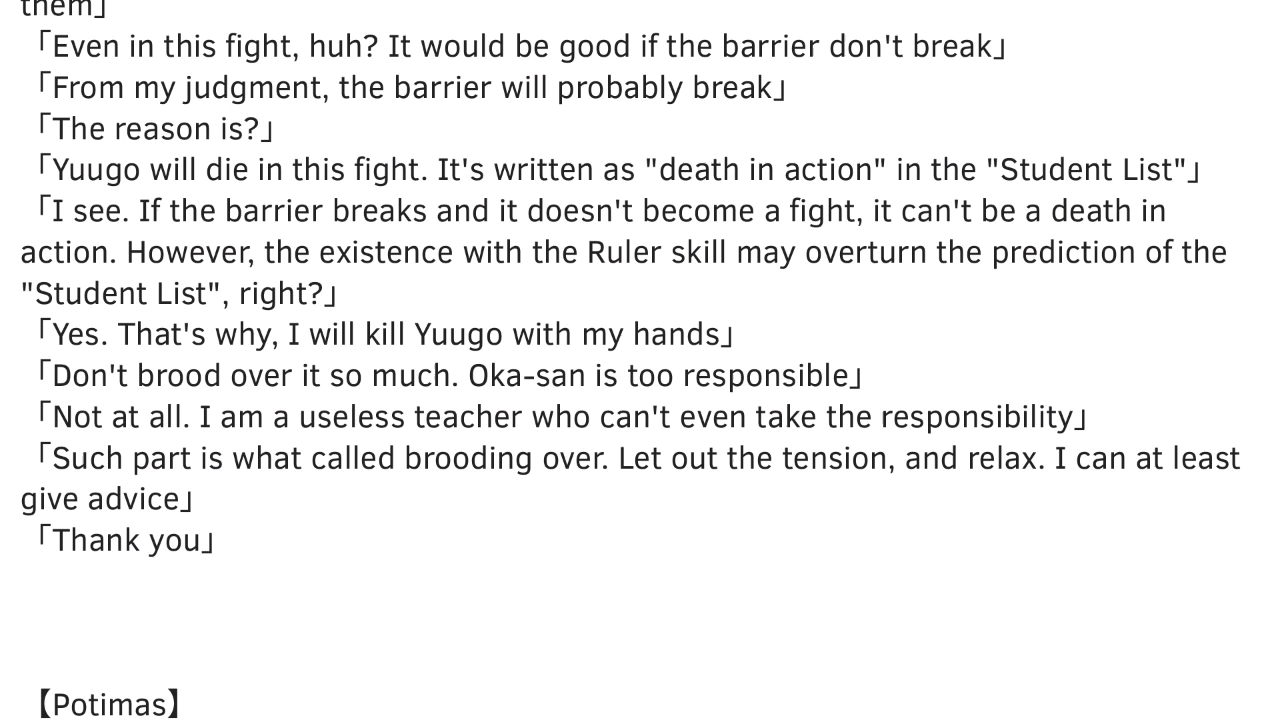 them」
「Even in this fight, huh? It would be good if the barrier don't break」
「From my judgment, the barrier will probably break」
「The reason is?」
「Yuugo will die in this fight. It's written as "death in action" in the "Student List"」
「I see. If the barrier breaks and it doesn't become a fight, it can't be a death in
action. However, the existence with the Ruler skill may overturn the prediction of the
"Student List", right?」
「Yes. That's why, I will kill Yuugo with my hands」
「Don't brood over it so much. Oka-san is too responsible」
「Not at all. I am a useless teacher who can't even take the responsibility」
「Such part is what called brooding over. Let out the tension, and relax. I can at least
give advice」
「Thank you」
【Potimas】